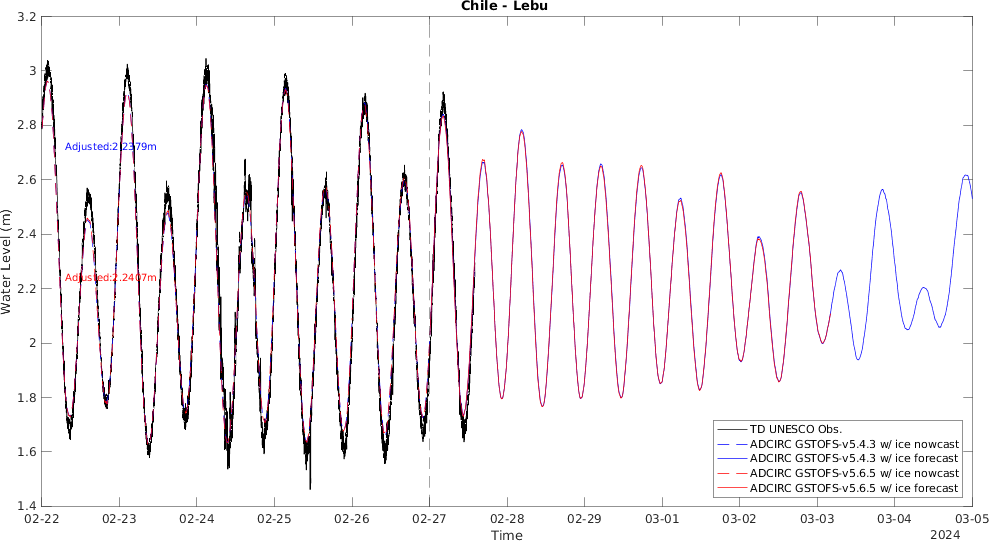 Chile - Lebu
3.2
3
2.8
2.6
2.4
2.2
2
1.8
1.6
1.4
Water Level (m)
Adjusted:2.2379m
Adjusted:2.2407m
TD UNESCO Obs.
ADCIRC GSTOFS-v5.4.3 w/ ice nowcast
ADCIRC GSTOFS-v5.4.3 w/ ice forecast
ADCIRC GSTOFS-v5.6.5 w/ ice nowcast
ADCIRC GSTOFS-v5.6.5 w/ ice forecast
02-22 02-23 02-24 02-25 02-26 02-27 02-28 02-29 03-01 03-02 03-03 03-04 03-05
Time
2024